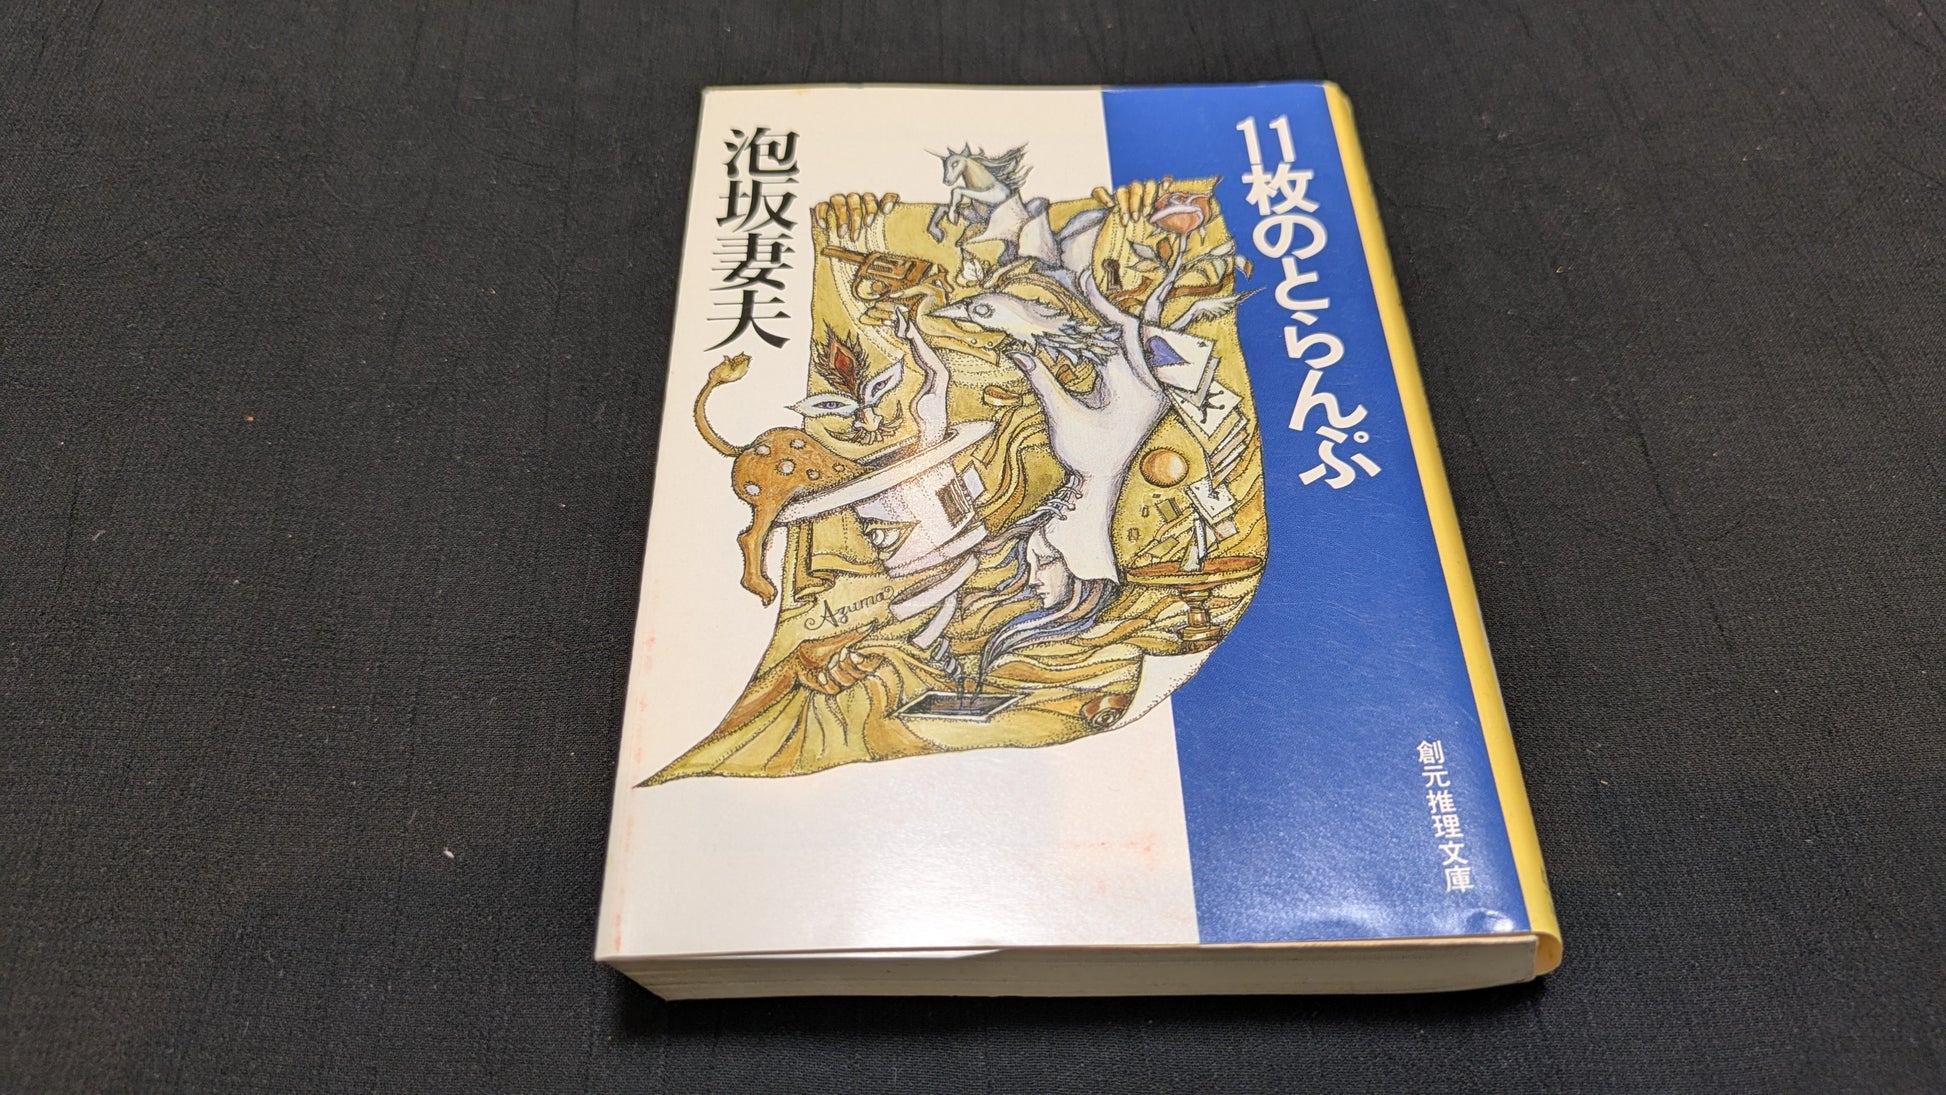 11枚のとらんぷ
泡坂妻夫
Azuma
創元推理文庫